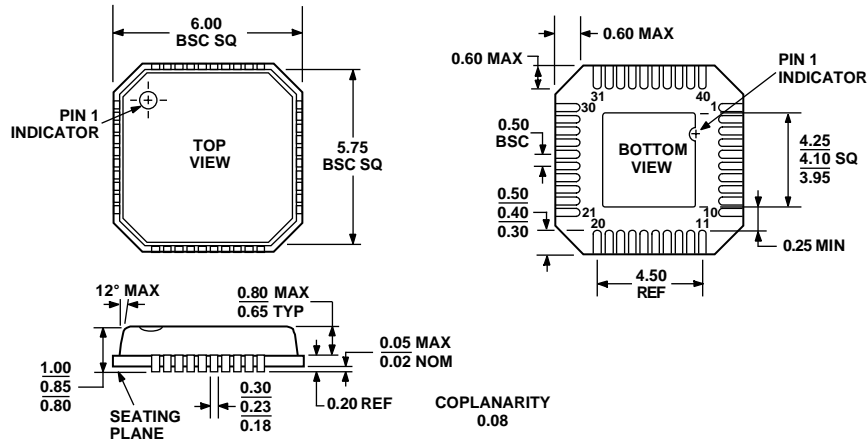 6.00
BSC SQ
PIN 1
INDICATOR
TOP
VIEW
5.75
BSC SQ
0.60 MAX
0.60 MAX
PIN 1
INDICATOR
31
40
30
1
0.50
BSC
BOTTOM
VIEW
4.25
4.10 SQ
3.95
0.50
0.40
0.30
21
10
20
11
0.25 MIN
4.50
REF
12° MAX
0.80 MAX
0.65 TYP
0.05 MAX
0.02 NOM
1.00
0.85
0.80
SEATING
PLANE
0.30
0.23
0.18
0.20 REF
COPLANARITY
0.08